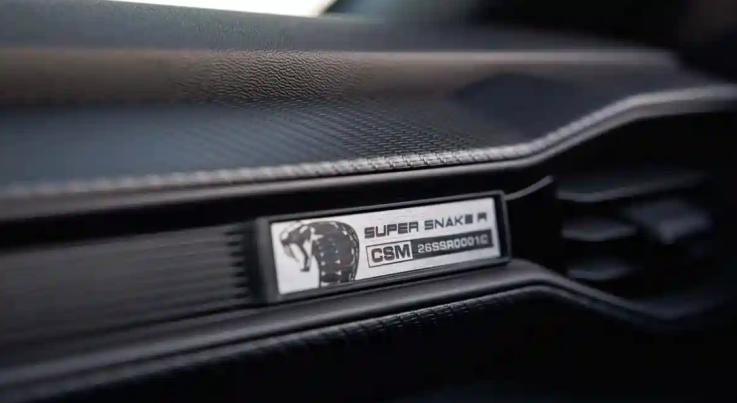 SUPER SNAKE R
CSM 26SSR0001C